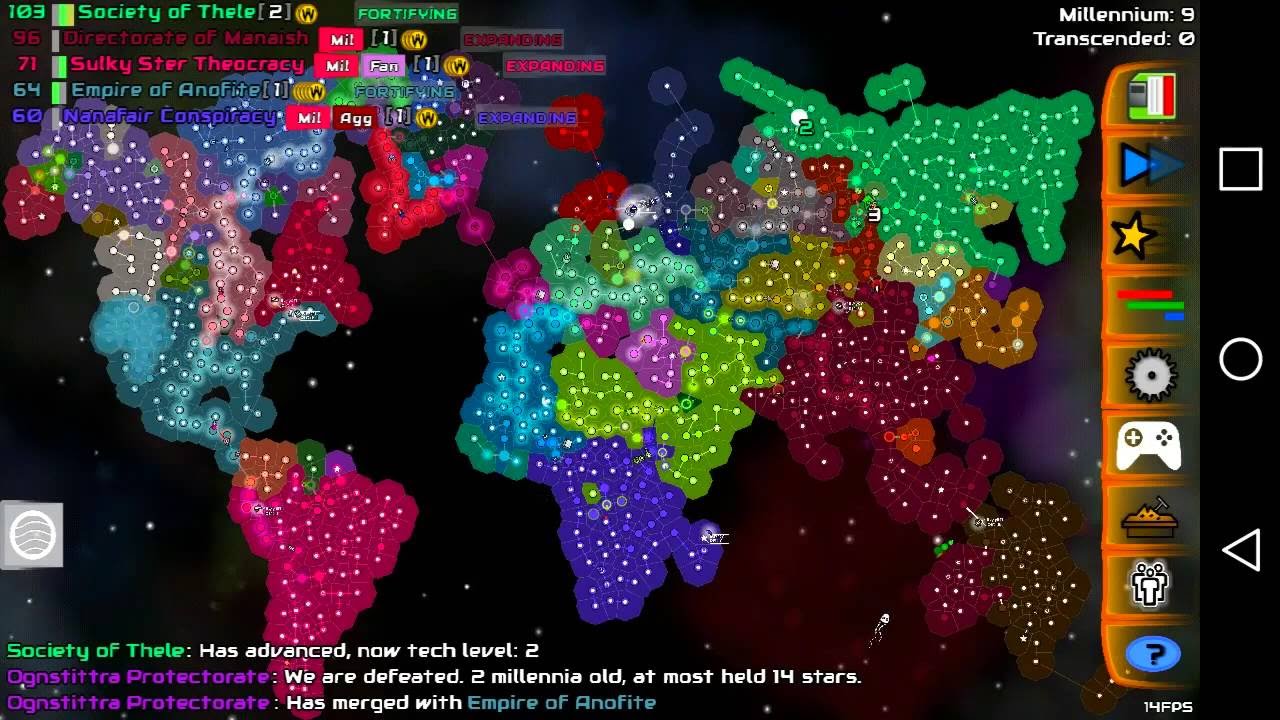 103 Society of Thele[2] W FORTIFYING
96 Directorate of Manaish Mil [1] W EXPANDING
71 Sulky Ster Theocracy Mil Fan [1] W EXPANDING
64 Empire of Anofite[1] W FORTIFYING
60 Nanafair Conspiracy Mil Agg [1] W EXPANDING
Millennium: 9
Transcended: 0
2
3
?
Society of Thele: Has advanced, now tech level: 2
Ognstittra Protectorate: We are defeated. 2 millennia old, at most held 14 stars.
Ognstittra Protectorate: Has merged with Empire of Anofite
14FPS